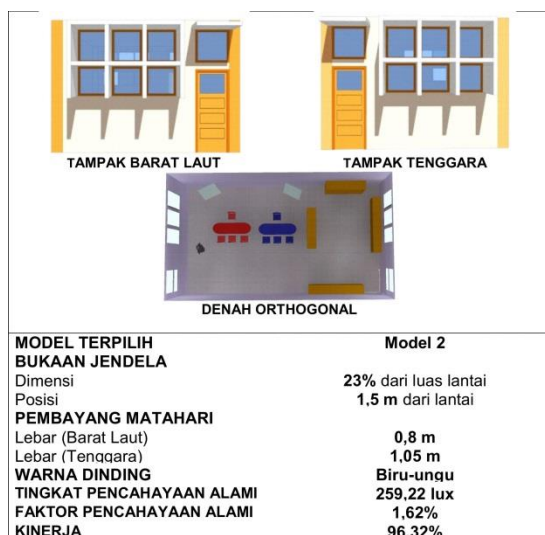 TAMPAK BARAT LAUT
TAMPAK TENGGARA
DENAH ORTHOGONAL
MODEL TERPILIH Model 2
BUKAAN JENDELA
Dimensi 23% dari luas lantai
Posisi 1,5 m dari lantai
PEMBAYANG MATAHARI
Lebar (Barat Laut) 0,8 m
Lebar (Tenggara) 1,05 m
WARNA DINDING Biru-ungu
TINGKAT PENCAHAYAAN ALAMI 259,22 lux
FAKTOR PENCAHAYAAN ALAMI 1,62%
KINERJA 96,32%